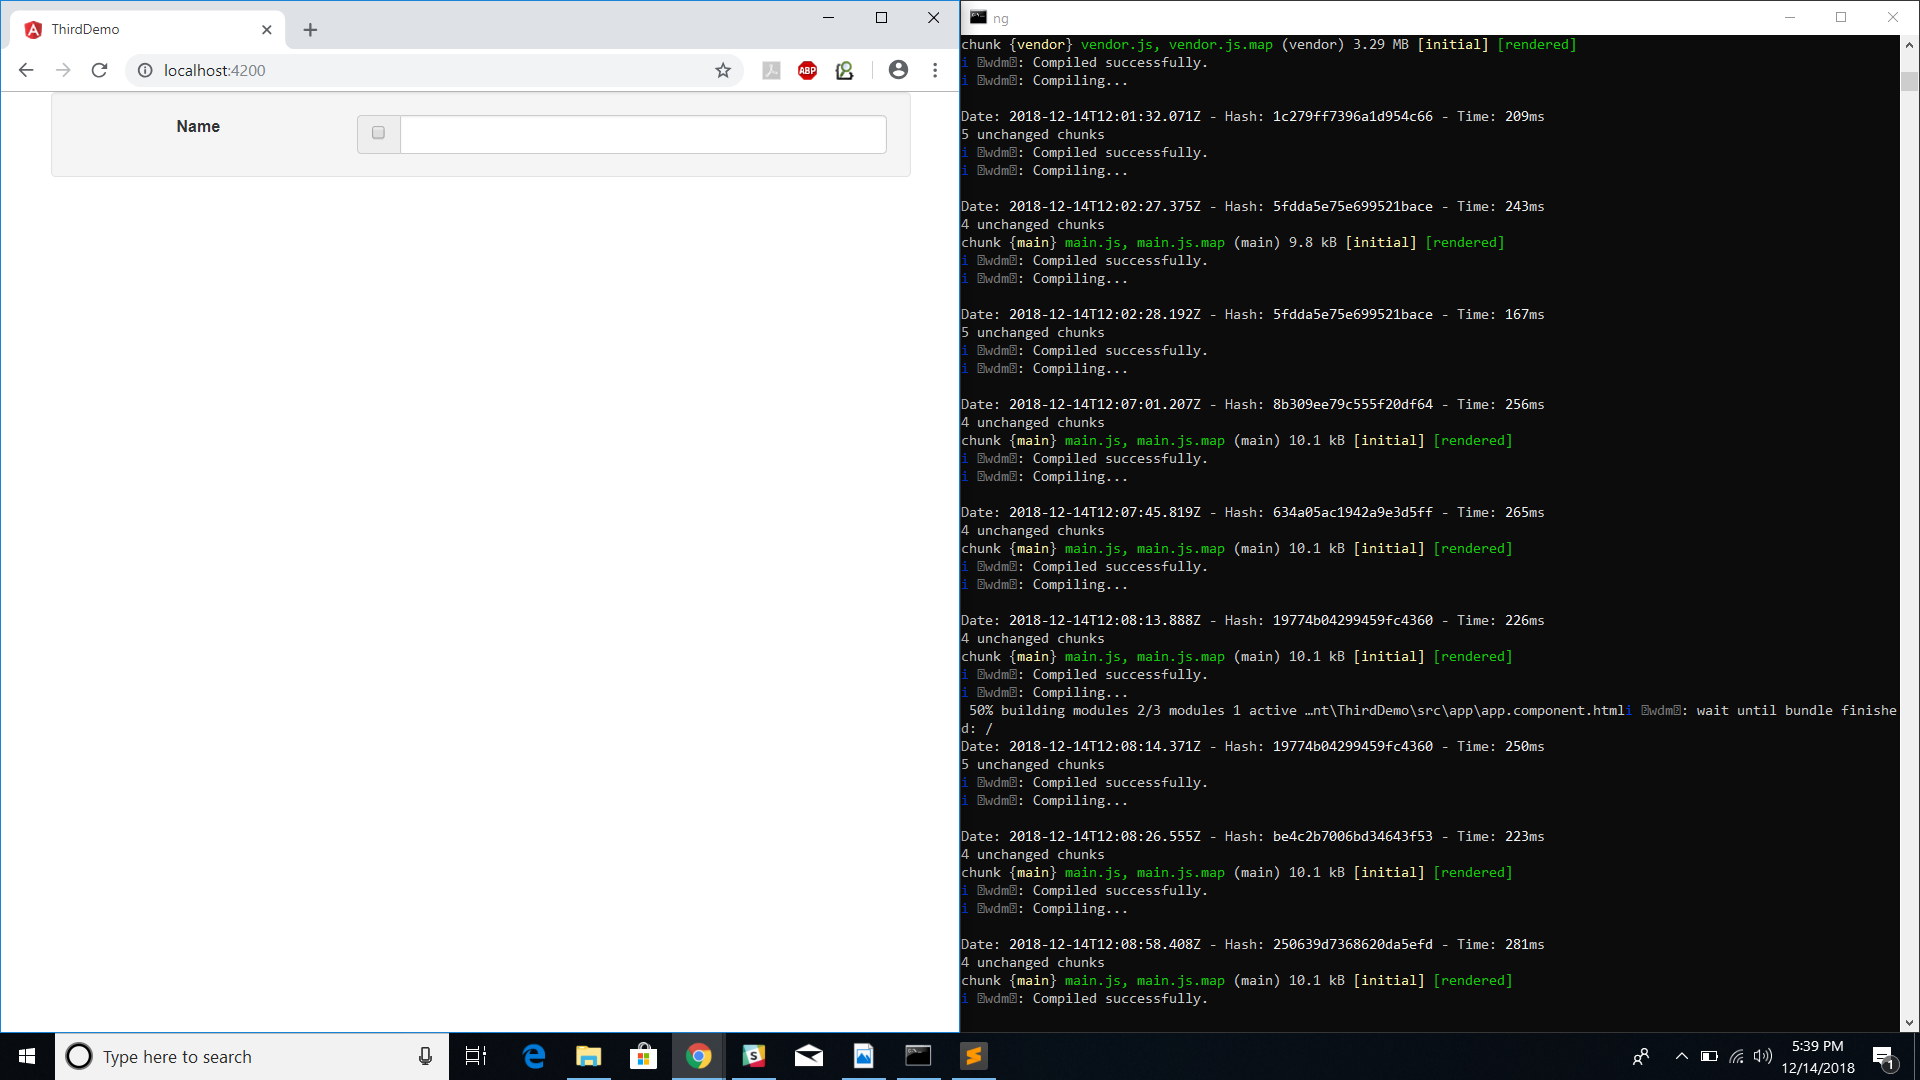 ThirdDemo
localhost:4200
ABP
Name
ng
chunk {vendor} vendor.js, vendor.js.map (vendor) 3.29 MB [initial] [rendered]
i wdm: Compiled successfully.
i wdm: Compiling...
Date: 2018-12-14T12:01:32.071Z - Hash: 1c279ff7396a1d954c66 - Time: 209ms
5 unchanged chunks
i wdm: Compiled successfully.
i wdm: Compiling...
Date: 2018-12-14T12:02:27.375Z - Hash: 5fdda5e75e699521bace - Time: 243ms
4 unchanged chunks
chunk {main} main.js, main.js.map (main) 9.8 kB [initial] [rendered]
i wdm: Compiled successfully.
i wdm: Compiling...
Date: 2018-12-14T12:02:28.192Z - Hash: 5fdda5e75e699521bace - Time: 167ms
5 unchanged chunks
i wdm: Compiled successfully.
i wdm: Compiling...
Date: 2018-12-14T12:07:01.207Z - Hash: 8b309ee79c555f20df64 - Time: 256ms
4 unchanged chunks
chunk {main} main.js, main.js.map (main) 10.1 kB [initial] [rendered]
i wdm: Compiled successfully.
i wdm: Compiling...
Date: 2018-12-14T12:07:45.819Z - Hash: 634a05ac1942a9e3d5ff - Time: 265ms
4 unchanged chunks
chunk {main} main.js, main.js.map (main) 10.1 kB [initial] [rendered]
i wdm: Compiled successfully.
i wdm: Compiling...
Date: 2018-12-14T12:08:13.888Z - Hash: 19774b04299459fc4360 - Time: 226ms
4 unchanged chunks
chunk {main} main.js, main.js.map (main) 10.1 kB [initial] [rendered]
i wdm: Compiled successfully.
i wdm: Compiling...
50% building modules 2/3 modules 1 active …nt\ThirdDemo\src\app\app.component.htmli wdm: wait until bundle finishe
d: /
Date: 2018-12-14T12:08:14.371Z - Hash: 19774b04299459fc4360 - Time: 250ms
5 unchanged chunks
i wdm: Compiled successfully.
i wdm: Compiling...
Date: 2018-12-14T12:08:26.555Z - Hash: be4c2b7006bd34643f53 - Time: 223ms
4 unchanged chunks
chunk {main} main.js, main.js.map (main) 10.1 kB [initial] [rendered]
i wdm: Compiled successfully.
i wdm: Compiling...
Date: 2018-12-14T12:08:58.408Z - Hash: 250639d7368620da5efd - Time: 281ms
4 unchanged chunks
chunk {main} main.js, main.js.map (main) 10.1 kB [initial] [rendered]
i wdm: Compiled successfully.
Type here to search
5:39 PM
12/14/2018
1